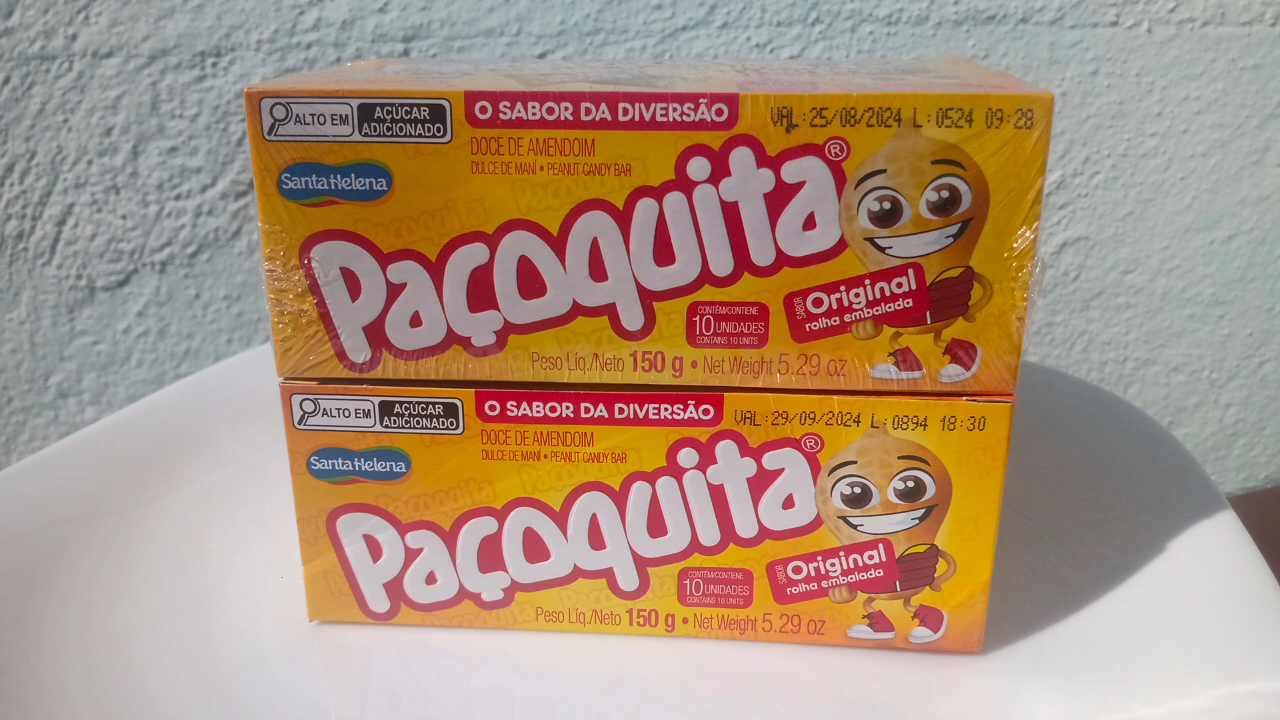 ALTO EM
AÇÚCAR
ADICIONADO
O SABOR DA DIVERSÃO
VAL:25/08/2024 L:0524 09:28
SantaHelena
DOCE DE AMENDOIM
DULCE DE MANÍ • PEANUT CANDY BAR
Paçoquita®
SABOR
Original
rolha embalada
CONTÉM/CONTIENE
10 UNIDADES
CONTAINS 10 UNITS
Peso Líq./Neto 150 g • Net Weight 5.29 oz
ALTO EM
AÇÚCAR
ADICIONADO
O SABOR DA DIVERSÃO
VAL:29/09/2024 L:0894 18:30
SantaHelena
DOCE DE AMENDOIM
DULCE DE MANÍ • PEANUT CANDY BAR
Paçoquita®
SABOR
Original
rolha embalada
CONTÉM/CONTIENE
10 UNIDADES
CONTAINS 10 UNITS
Peso Líq./Neto 150 g • Net Weight 5.29 oz